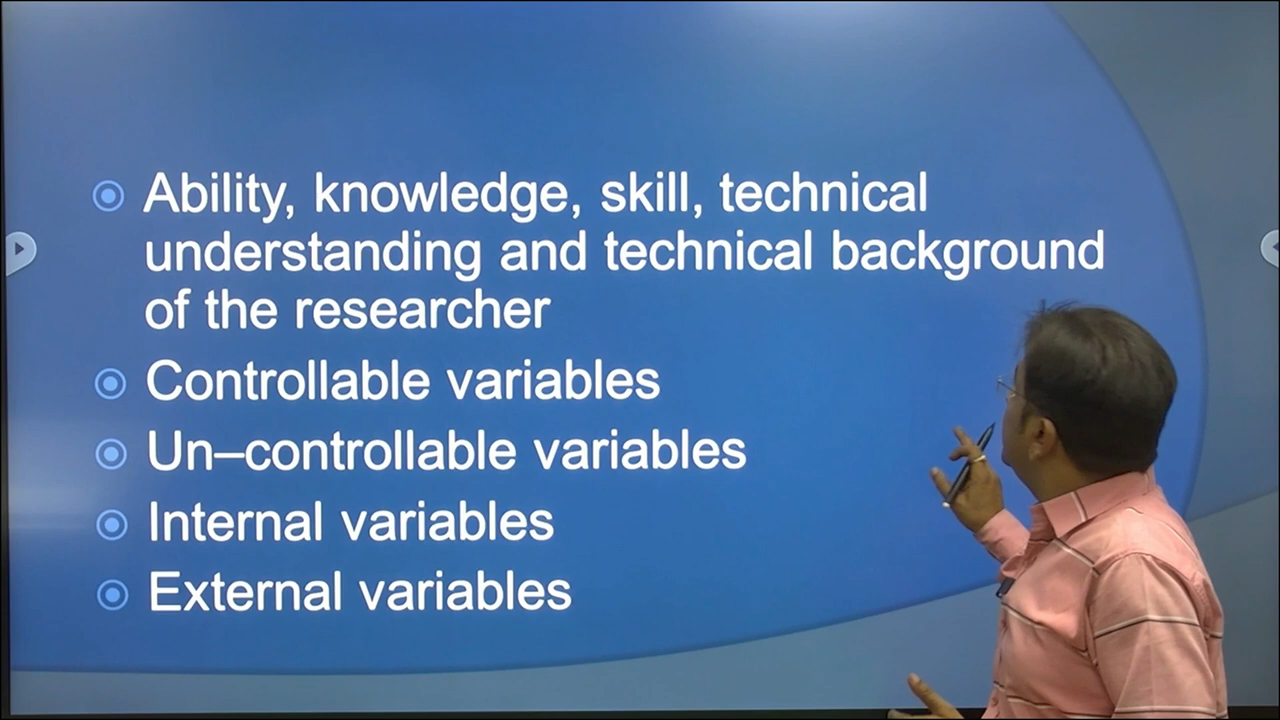 Ability, knowledge, skill, technical
understanding and technical background
of the researcher
Controllable variables
Un–controllable variables
Internal variables
External variables